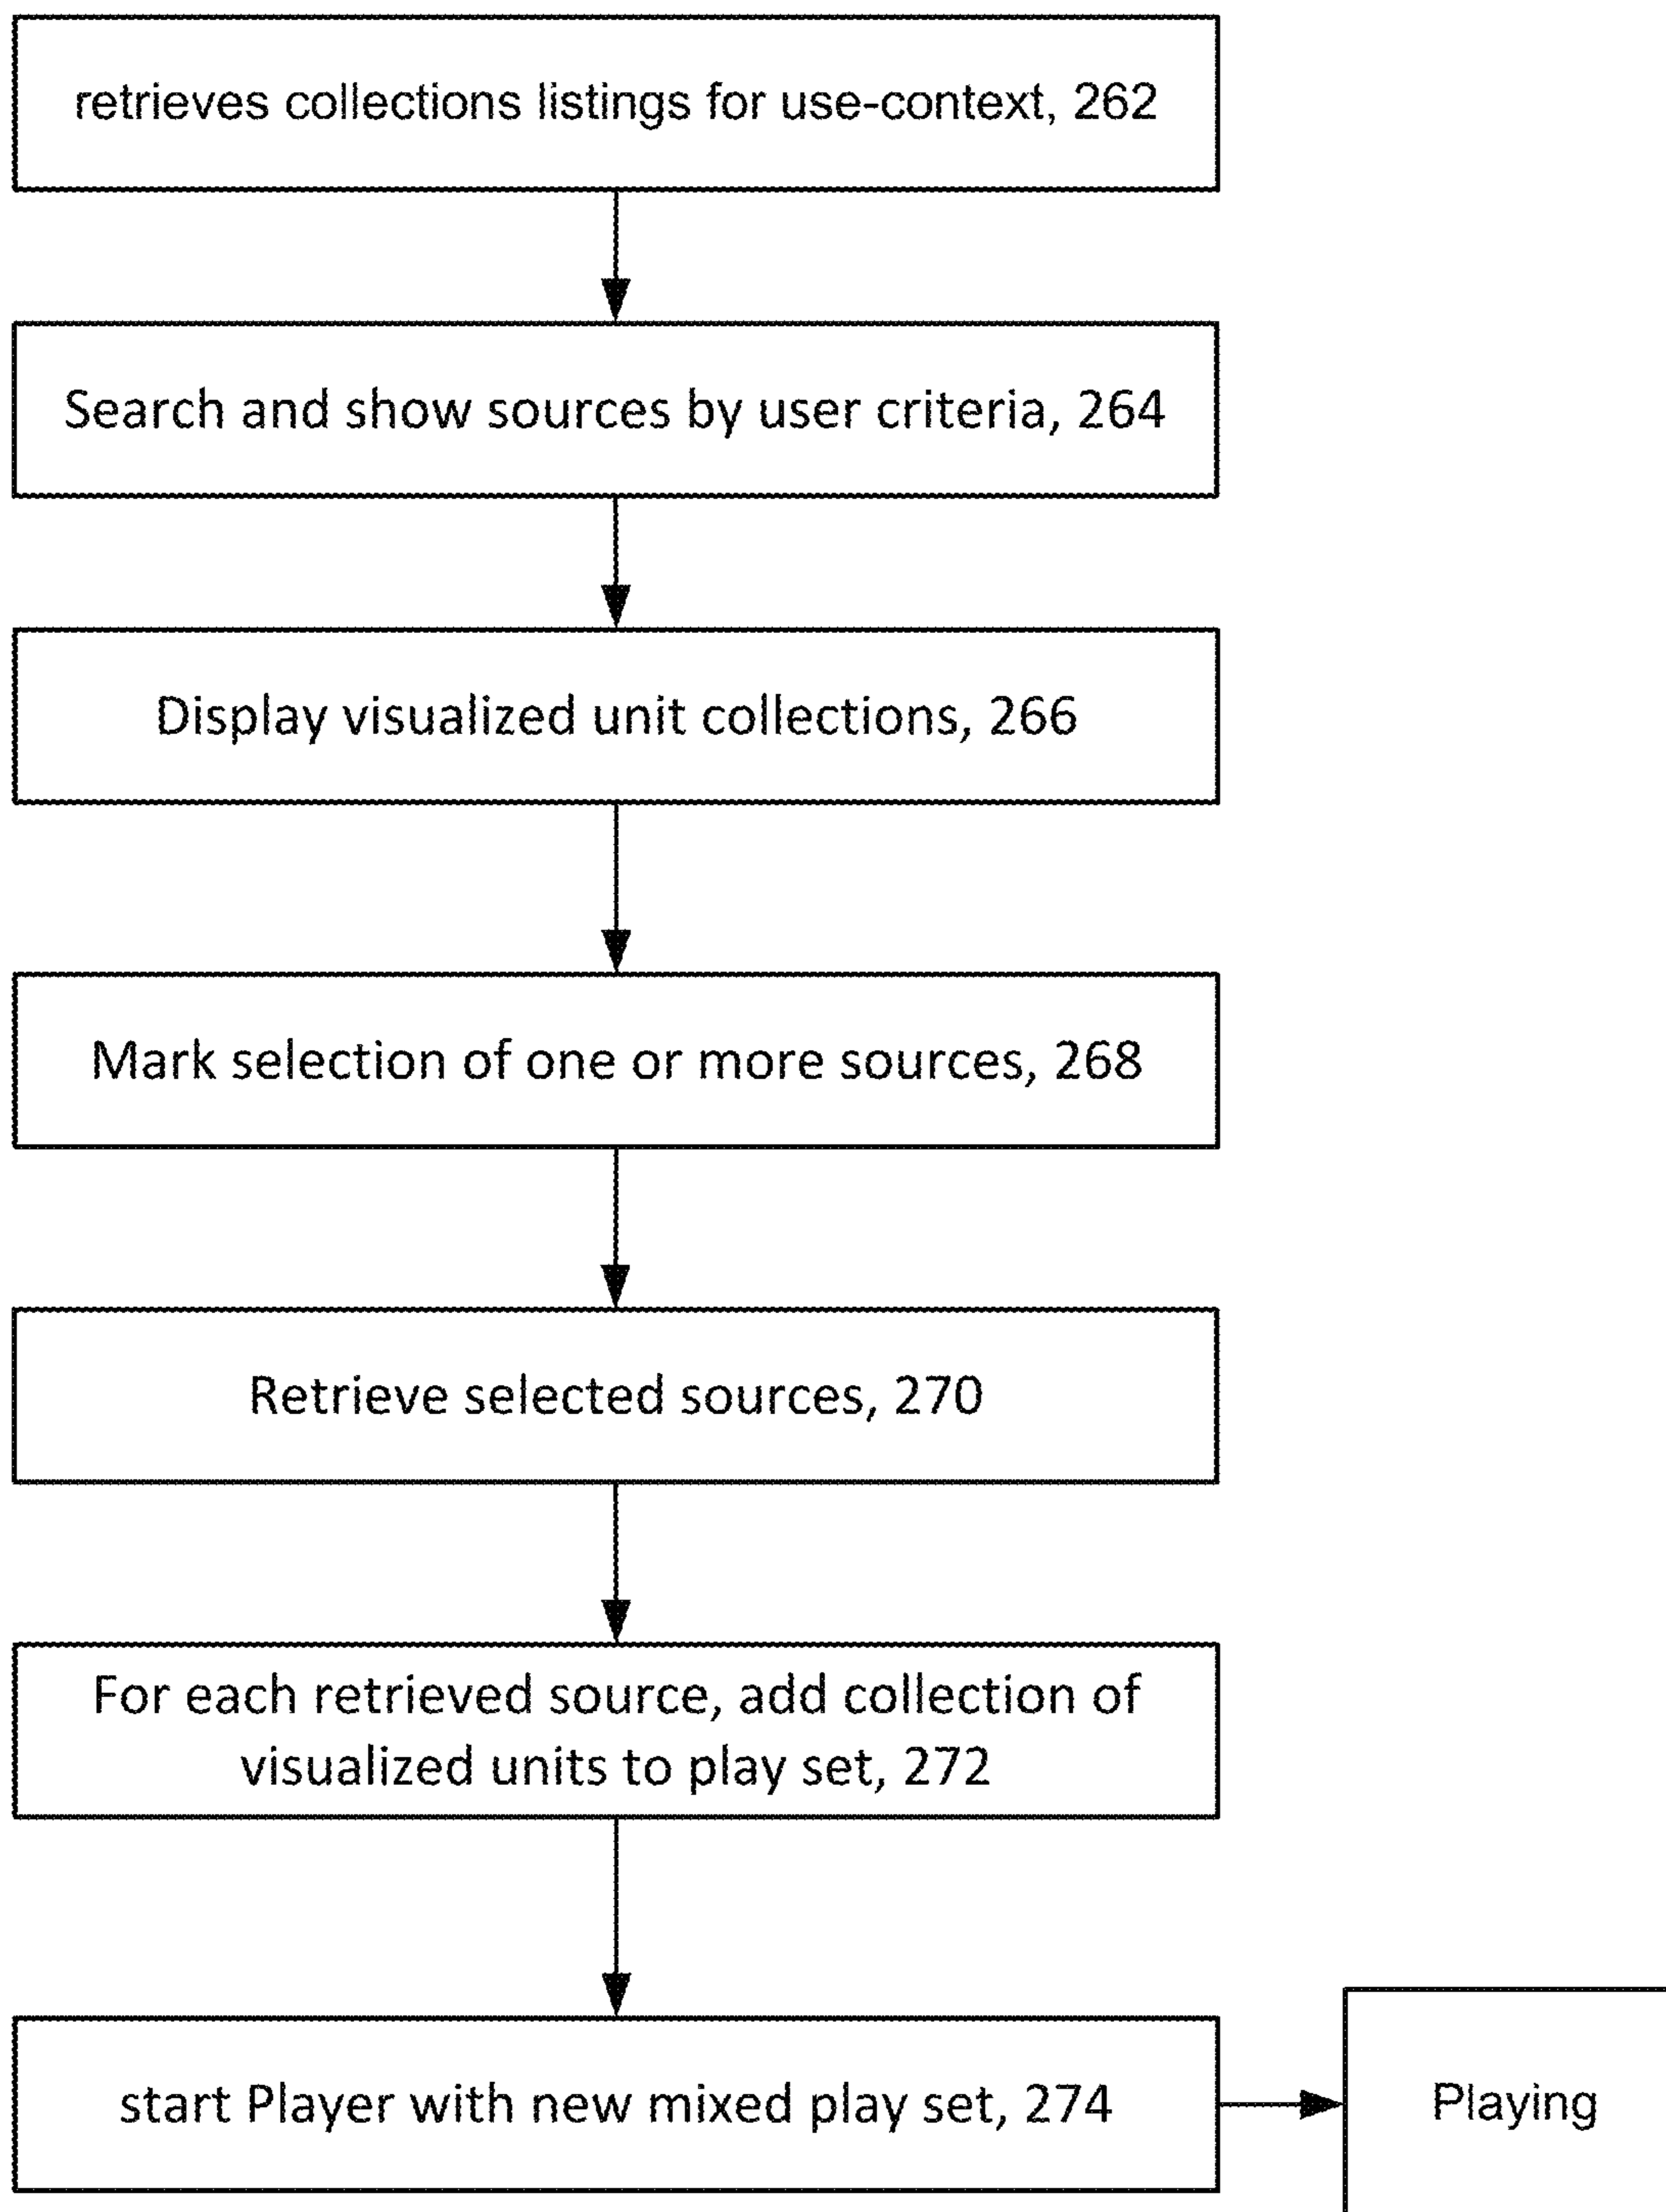 retrieves collections listings for use-context, 262
Search and show sources by user criteria, 264
Display visualized unit collections, 266
Mark selection of one or more sources, 268
Retrieve selected sources, 270
For each retrieved source, add collection of
visualized units to play set, 272
start Player with new mixed play set, 274
Playing